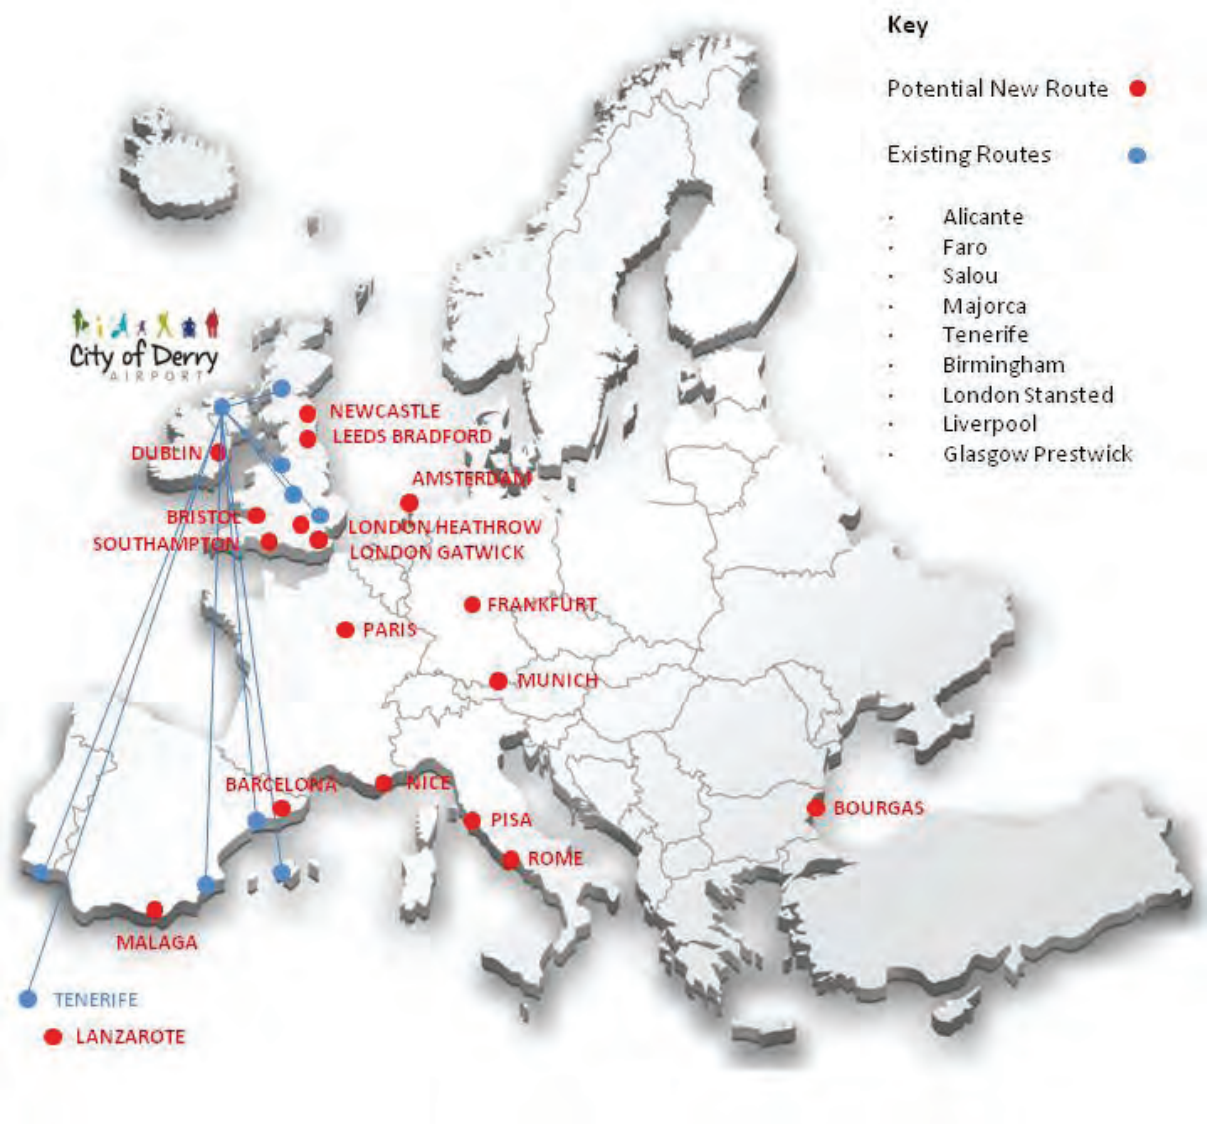 Key
Potential New Route
Existing Routes
· Alicante
· Faro
· Salou
· Majorca
· Tenerife
· Birmingham
· London Stansted
· Liverpool
· Glasgow Prestwick
City of Derry
AIRPORT
NEWCASTLE
LEEDS BRADFORD
DUBLIN
AMSTERDAM
BRISTOL
LONDON HEATHROW
SOUTHAMPTON
LONDON GATWICK
FRANKFURT
PARIS
MUNICH
BARCELONA
NICE
BOURGAS
PISA
ROME
MALAGA
TENERIFE
LANZAROTE